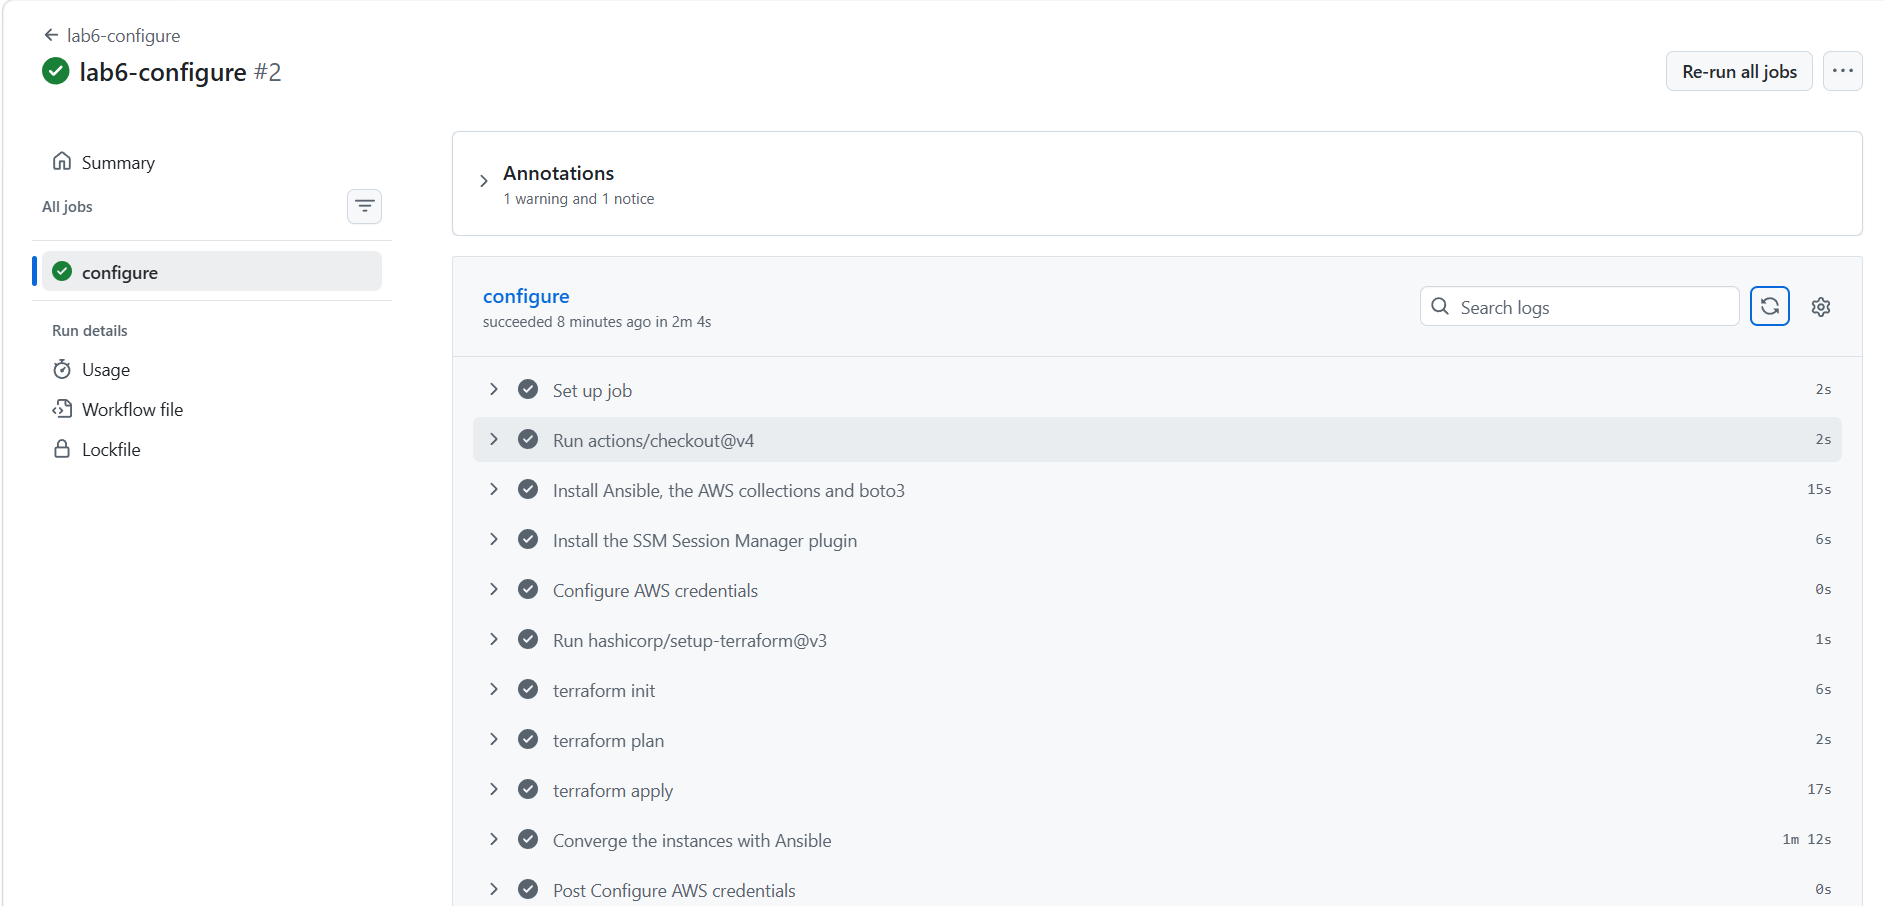 lab6-configure
lab6-configure #2
Re-run all jobs
Summary
All jobs
configure
Run details
Usage
Workflow file
Lockfile
Annotations
1 warning and 1 notice
configure
succeeded 8 minutes ago in 2m 4s
Search logs
Set up job 2s
Run actions/checkout@v4 2s
Install Ansible, the AWS collections and boto3 15s
Install the SSM Session Manager plugin 6s
Configure AWS credentials 0s
Run hashicorp/setup-terraform@v3 1s
terraform init 6s
terraform plan 2s
terraform apply 17s
Converge the instances with Ansible 1m 12s
Post Configure AWS credentials 0s